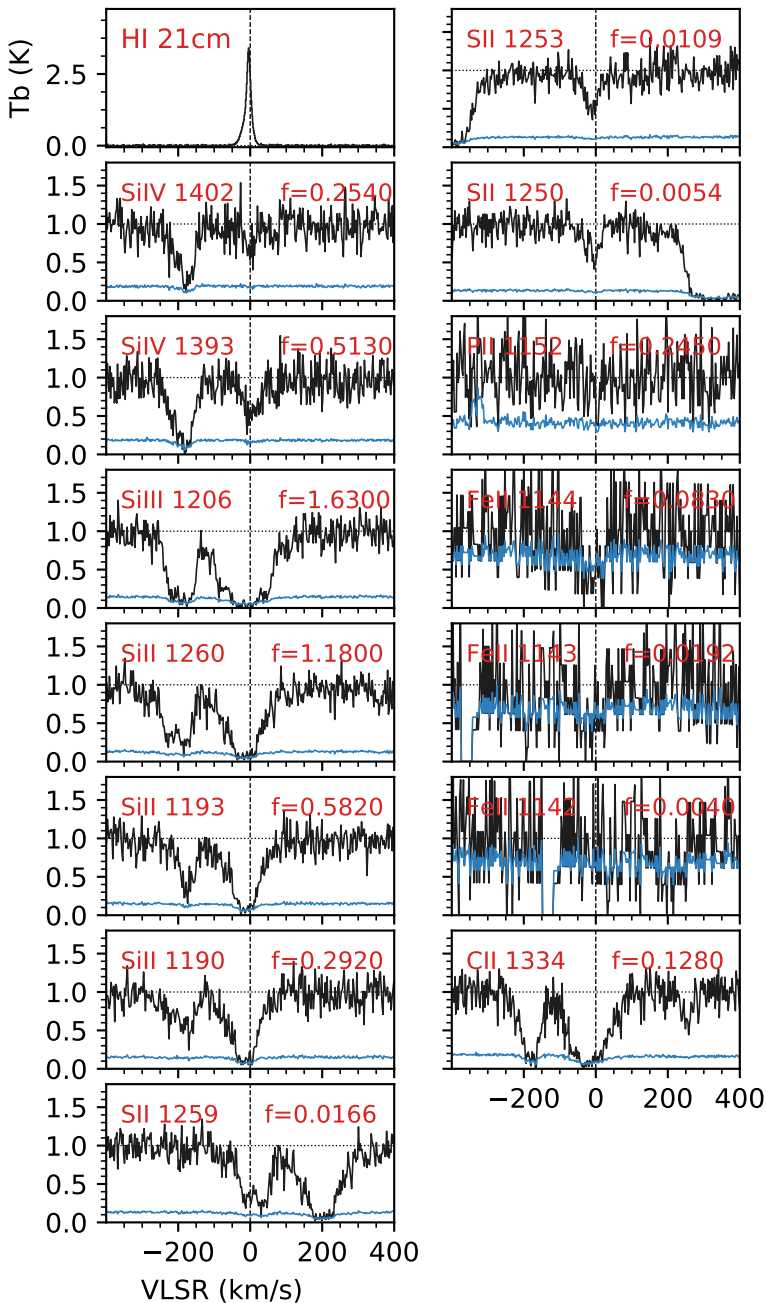 HI 21cm
2.5
0.0
Tb (K)
SiIV 1402 f=0.2540
1.5
1.0
0.5
0.0
SiIV 1393 f=0.5130
1.5
1.0
0.5
0.0
SiIII 1206 f=1.6300
1.5
1.0
0.5
0.0
SiII 1260 f=1.1800
1.5
1.0
0.5
0.0
SiII 1193 f=0.5820
1.5
1.0
0.5
0.0
SiII 1190 f=0.2920
1.5
1.0
0.5
0.0
SII 1259 f=0.0166
1.5
1.0
0.5
0.0
−200 0 200 400
VLSR (km/s)
SII 1253 f=0.0109
SII 1250 f=0.0054
PII 1152 f=0.2450
FeII 1144 f=0.0830
FeII 1143 f=0.0192
FeII 1142 f=0.0040
CII 1334 f=0.1280
−200 0 200 400